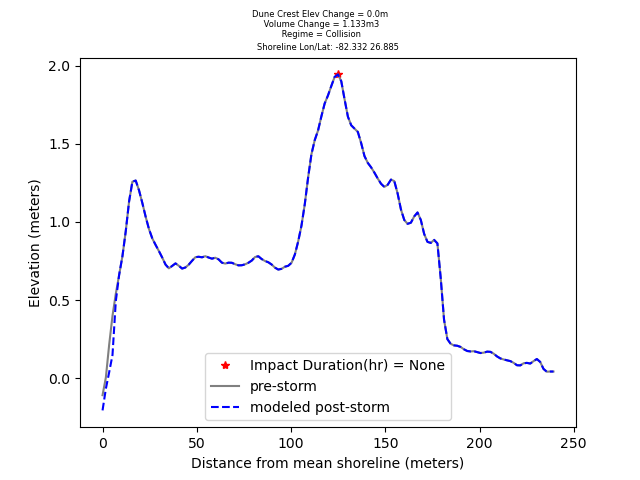 Dune Crest Elev Change = 0.0m
Volume Change = 1.133m3
Regime = Collision
Shoreline Lon/Lat: -82.332 26.885
2.0
1.5
1.0
0.5
0.0
Elevation (meters)
Impact Duration(hr) = None
pre-storm
modeled post-storm
0 50 100 150 200 250
Distance from mean shoreline (meters)